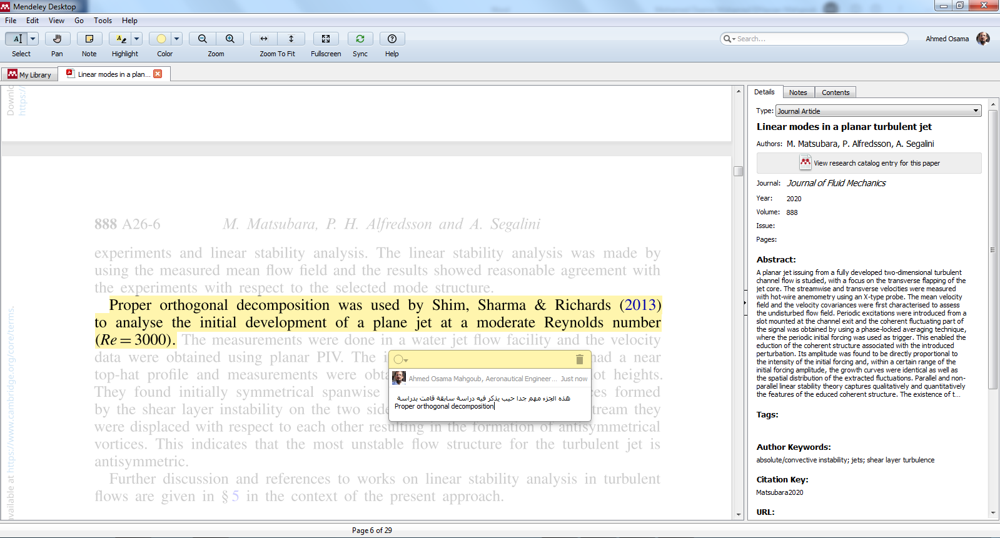 Mendeley Desktop
File Edit View Go Tools Help
Select Pan Note Highlight Color Zoom Zoom To Fit Fullscreen Sync Help
Search...
Ahmed Osama
My Library
Linear modes in a plan...
https://
888 A26-6 M. Matsubara, P. H. Alfredsson and A. Segalini
experiments and linear stability analysis. The linear stability analysis was made by
using the measured mean flow field and the results showed reasonable agreement with
the experiments with respect to the selected mode structure.
Proper orthogonal decomposition was used by Shim, Sharma & Richards (2013)
to analyse the initial development of a plane jet at a moderate Reynolds number
(Re = 3000). The measurements were done in a water jet flow facility and the velocity
data were obtained using planar PIV. The i had a near
top-hat profile and measurements were obta ot heights.
They found initially symmetrical spanwise es formed
by the shear layer instability on the two side stream they
were displaced with respect to each other resulting in the formation of antisymmetrical
vortices. This indicates that the most unstable flow structure for the turbulent jet is
antisymmetric.
Further discussion and references to works on linear stability analysis in turbulent
flows are given in § 5 in the context of the present approach.
Ahmed Osama Mahgoub, Aeronautical Engineer... Just now
هذه الجزء مهم جدا حيب يذكر فيه دراسة سابقة قامت بدراسة
Proper orthogonal decomposition
available at https://www.cambridge.org/core/terms.
Page 6 of 29
Details Notes Contents
Type: Journal Article
Linear modes in a planar turbulent jet
Authors: M. Matsubara, P. Alfredsson, A. Segalini
View research catalog entry for this paper
Journal: Journal of Fluid Mechanics
Year: 2020
Volume: 888
Issue:
Pages:
Abstract:
A planar jet issuing from a fully developed two-dimensional turbulent
channel flow is studied, with a focus on the transverse flapping of the
jet core. The streamwise and transverse velocities were measured
with hot-wire anemometry using an X-type probe. The mean velocity
field and the velocity covariances were first characterised to assess
the undisturbed flow field. Periodic excitations were introduced from a
slot mounted at the channel exit and the coherent fluctuating part of
the signal was obtained by using a phase-locked averaging technique,
where the periodic initial forcing was used as trigger. This enabled the
eduction of the coherent structure associated with the introduced
perturbation. Its amplitude was found to be directly proportional to
the intensity of the initial forcing and, within a certain range of the
initial forcing amplitude, the growth curves were identical as well as
the spatial distribution of the extracted fluctuations. Parallel and non-
parallel linear stability theory captures qualitatively and quantitatively
the features of the educed coherent structure. The existence of t...
Tags:
Author Keywords:
absolute/convective instability; jets; shear layer turbulence
Citation Key:
Matsubara2020
URL: